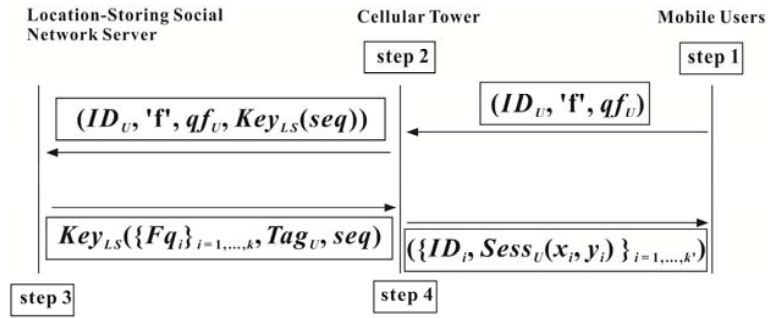 Location-Storing Social Network Server
Cellular Tower
Mobile Users
step 2
step 1
(ID_U, 'f', qf_U, Key_LS(seq))
(ID_U, 'f', qf_U)
Key_LS({Fq_i}_{i=1,...,k}, Tag_U, seq)
({ID_i, Sess_U(x_i, y_i) }_{i=1,...,k'})
step 3
step 4